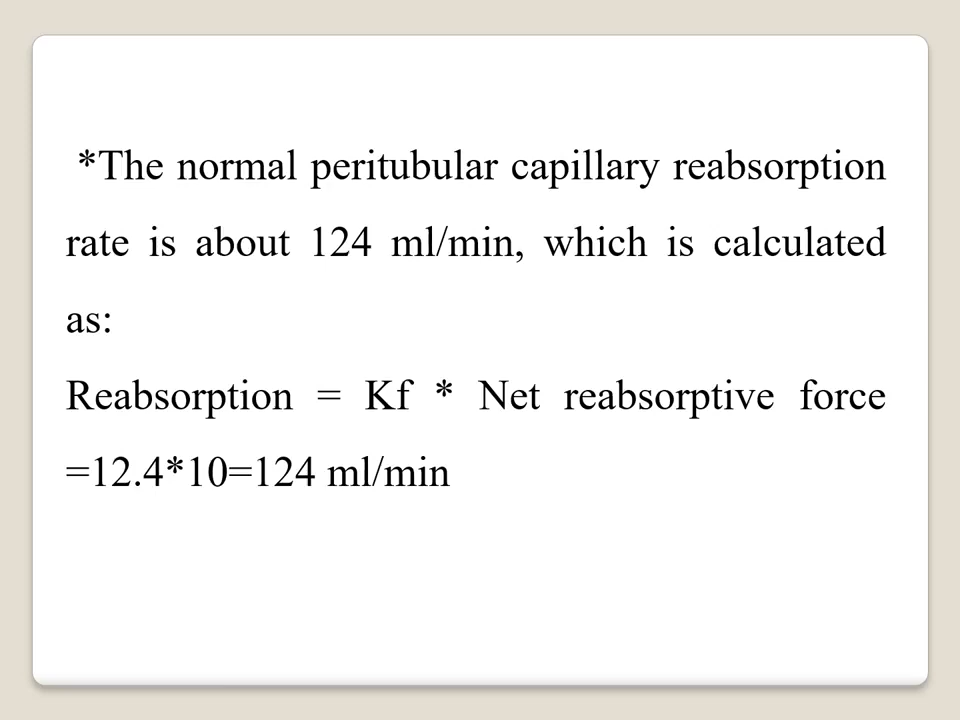 *The normal peritubular capillary reabsorption
rate is about 124 ml/min, which is calculated
as:
Reabsorption = Kf * Net reabsorptive force
=12.4*10=124 ml/min